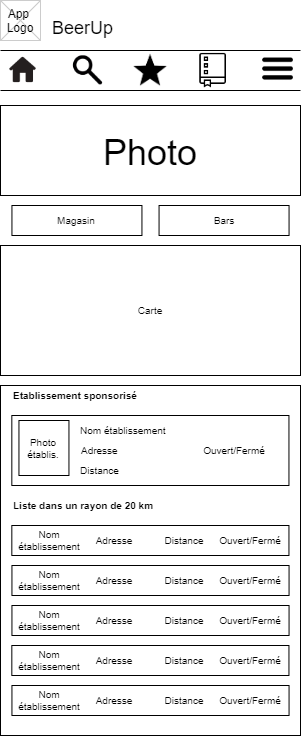 App
Logo
BeerUp
Photo
Magasin
Bars
Carte
Etablissement sponsorisé
Photo
établis.
Nom établissement
Adresse
Ouvert/Fermé
Distance
Liste dans un rayon de 20 km
Nom
établissement
Adresse
Distance
Ouvert/Fermé
Nom
établissement
Adresse
Distance
Ouvert/Fermé
Nom
établissement
Adresse
Distance
Ouvert/Fermé
Nom
établissement
Adresse
Distance
Ouvert/Fermé
Nom
établissement
Adresse
Distance
Ouvert/Fermé